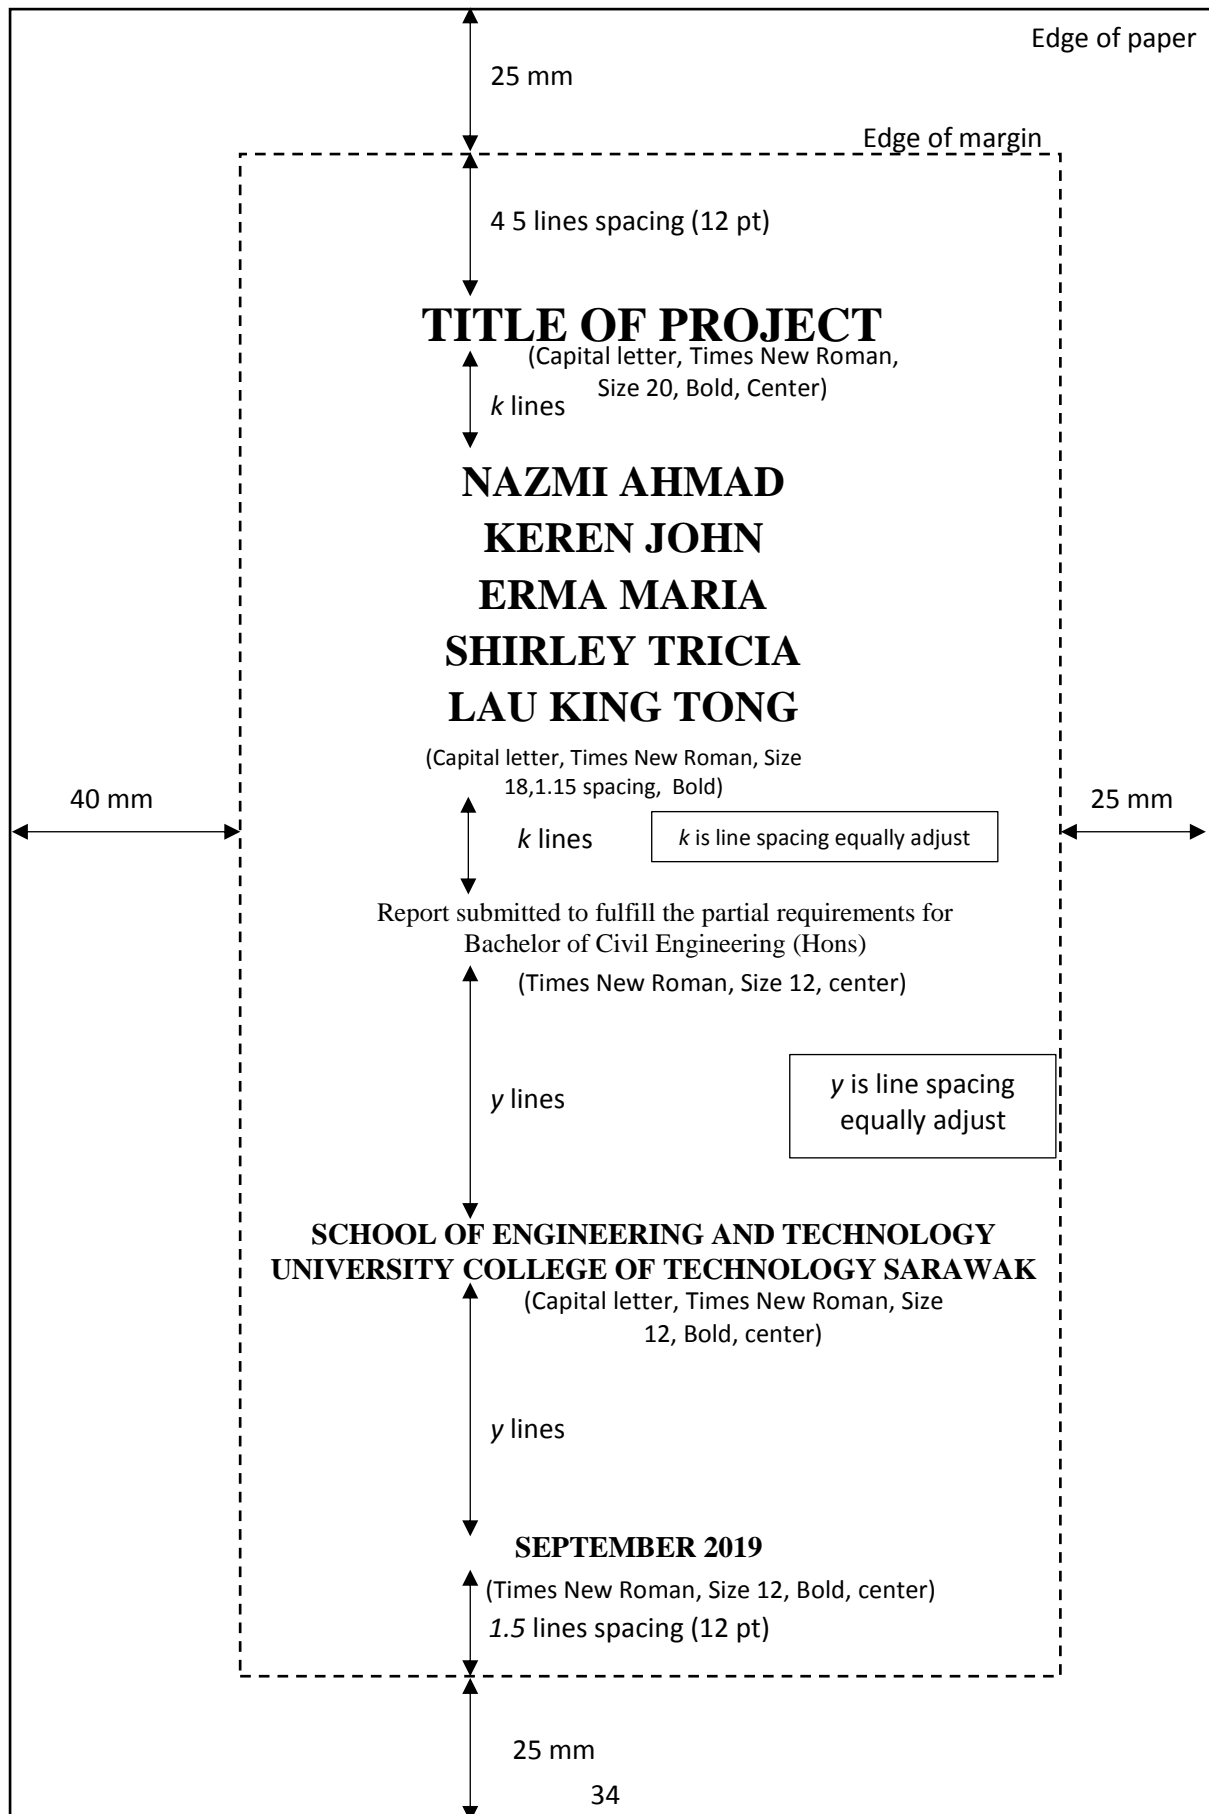 Edge of paper
25 mm
Edge of margin
4 5 lines spacing (12 pt)
TITLE OF PROJECT
(Capital letter, Times New Roman,
Size 20, Bold, Center)
k lines
NAZMI AHMAD
KEREN JOHN
ERMA MARIA
SHIRLEY TRICIA
LAU KING TONG
(Capital letter, Times New Roman, Size
18,1.15 spacing, Bold)
40 mm
25 mm
k lines
k is line spacing equally adjust
Report submitted to fulfill the partial requirements for
Bachelor of Civil Engineering (Hons)
(Times New Roman, Size 12, center)
y lines
y is line spacing
equally adjust
SCHOOL OF ENGINEERING AND TECHNOLOGY
UNIVERSITY COLLEGE OF TECHNOLOGY SARAWAK
(Capital letter, Times New Roman, Size
12, Bold, center)
y lines
SEPTEMBER 2019
(Times New Roman, Size 12, Bold, center)
1.5 lines spacing (12 pt)
25 mm
34